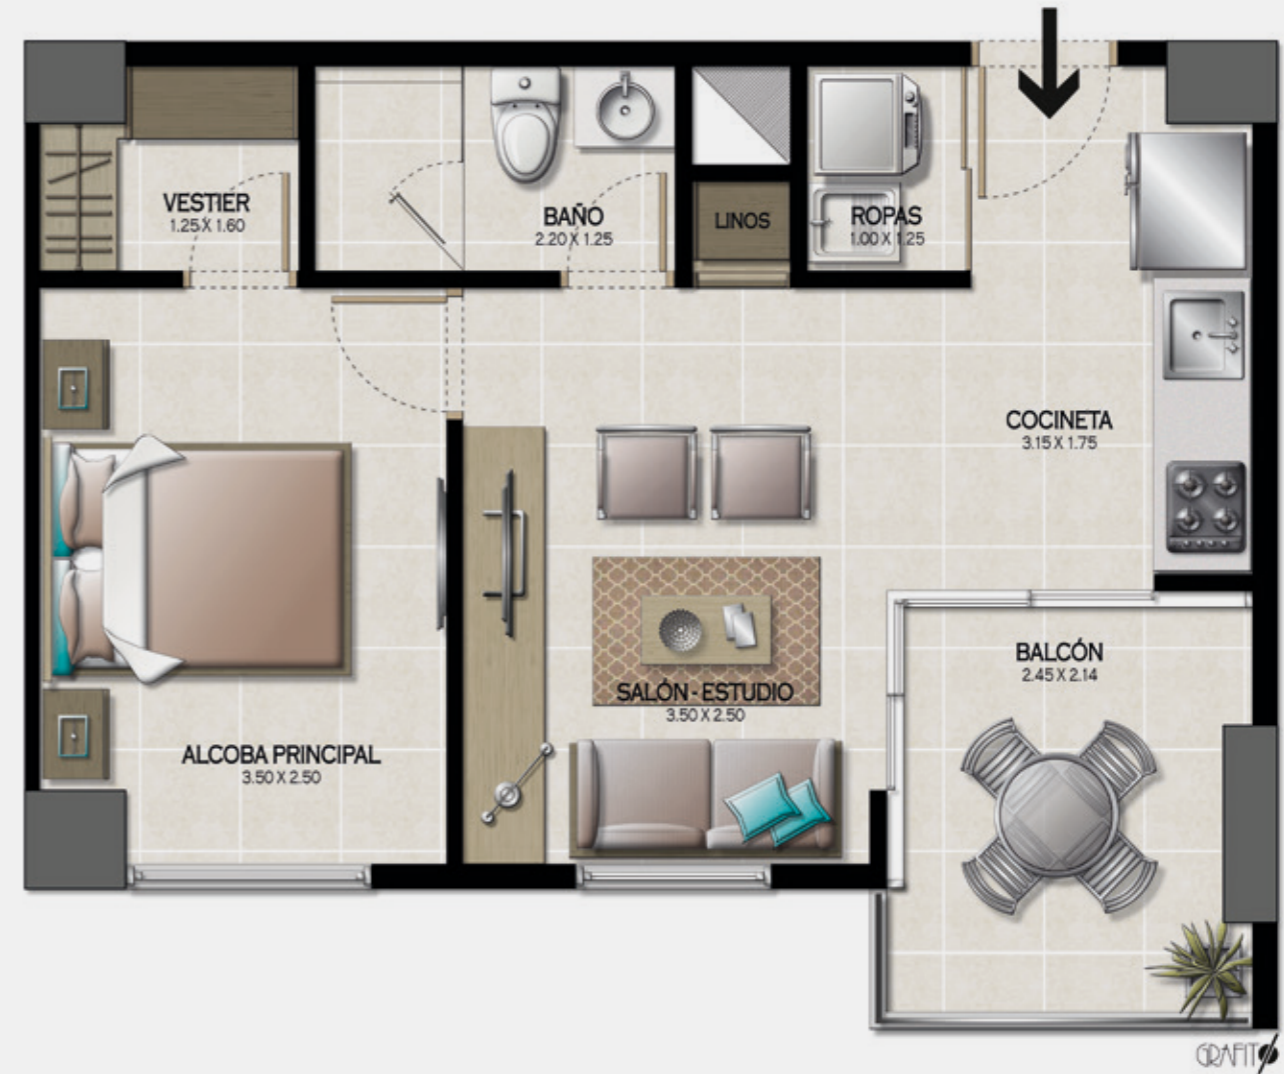 VESTIER
1.25 X 1.60
BAÑO
2.20 X 1.25
LINOS
ROPAS
1.00 X 1.25
COCINETA
3.15 X 1.75
BALCÓN
2.45 X 2.14
SALÓN - ESTUDIO
3.50 X 2.50
ALCOBA PRINCIPAL
3.50 X 2.50
GRAFITO